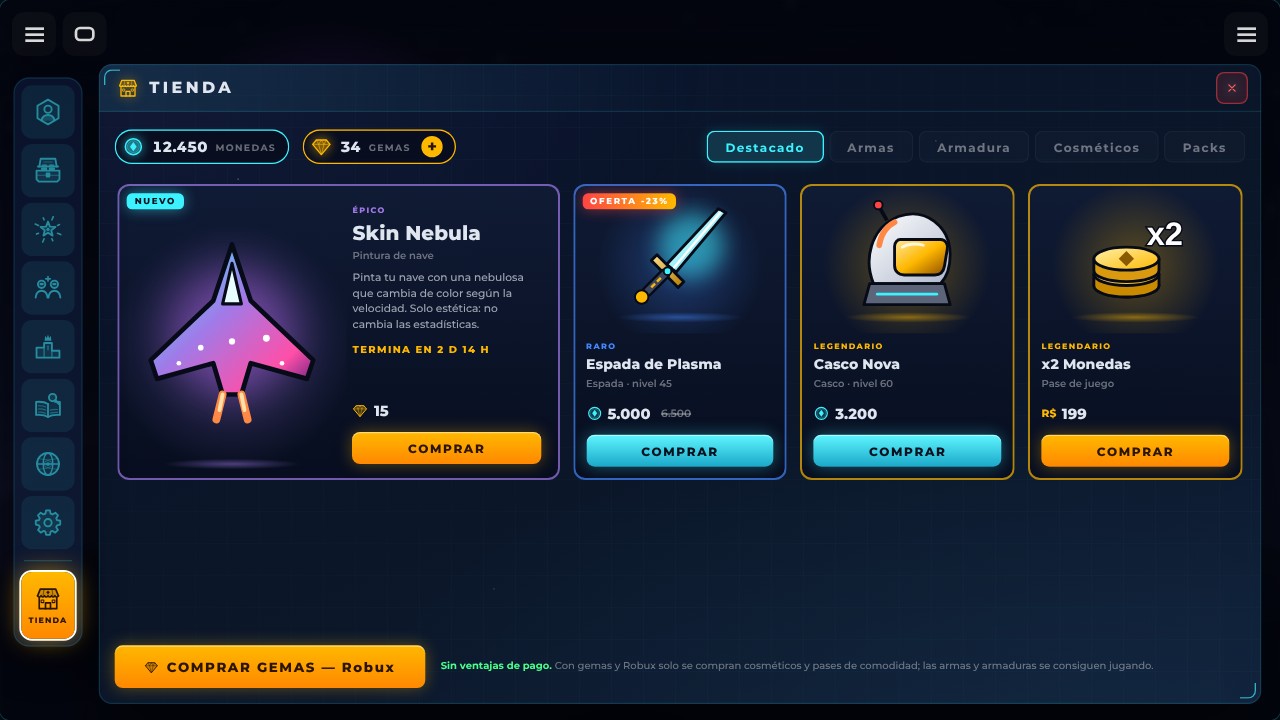 TIENDA
12.450 MONEDAS
34 GEMAS +
Destacado
Armas
Armadura
Cosméticos
Packs
NUEVO
ÉPICO
Skin Nebula
Pintura de nave
Pinta tu nave con una nebulosa
que cambia de color según la
velocidad. Solo estética: no
cambia las estadísticas.
TERMINA EN 2 D 14 H
15
COMPRAR
OFERTA -23%
RARO
Espada de Plasma
Espada · nivel 45
5.000 6.500
COMPRAR
LEGENDARIO
Casco Nova
Casco · nivel 60
3.200
COMPRAR
x2
LEGENDARIO
x2 Monedas
Pase de juego
R$ 199
COMPRAR
TIENDA
COMPRAR GEMAS — Robux
Sin ventajas de pago. Con gemas y Robux solo se compran cosméticos y pases de comodidad; las armas y armaduras se consiguen jugando.